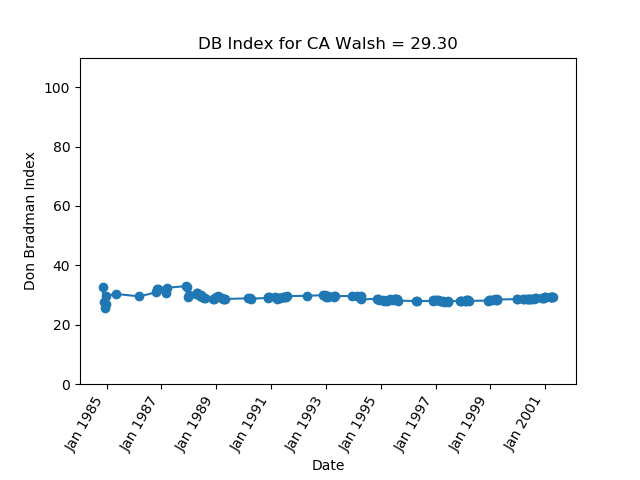 DB Index for CA Walsh = 29.30
Don Bradman Index
100
80
60
40
20
0
Jan 1985
Jan 1987
Jan 1989
Jan 1991
Jan 1993
Jan 1995
Jan 1997
Jan 1999
Jan 2001
Date